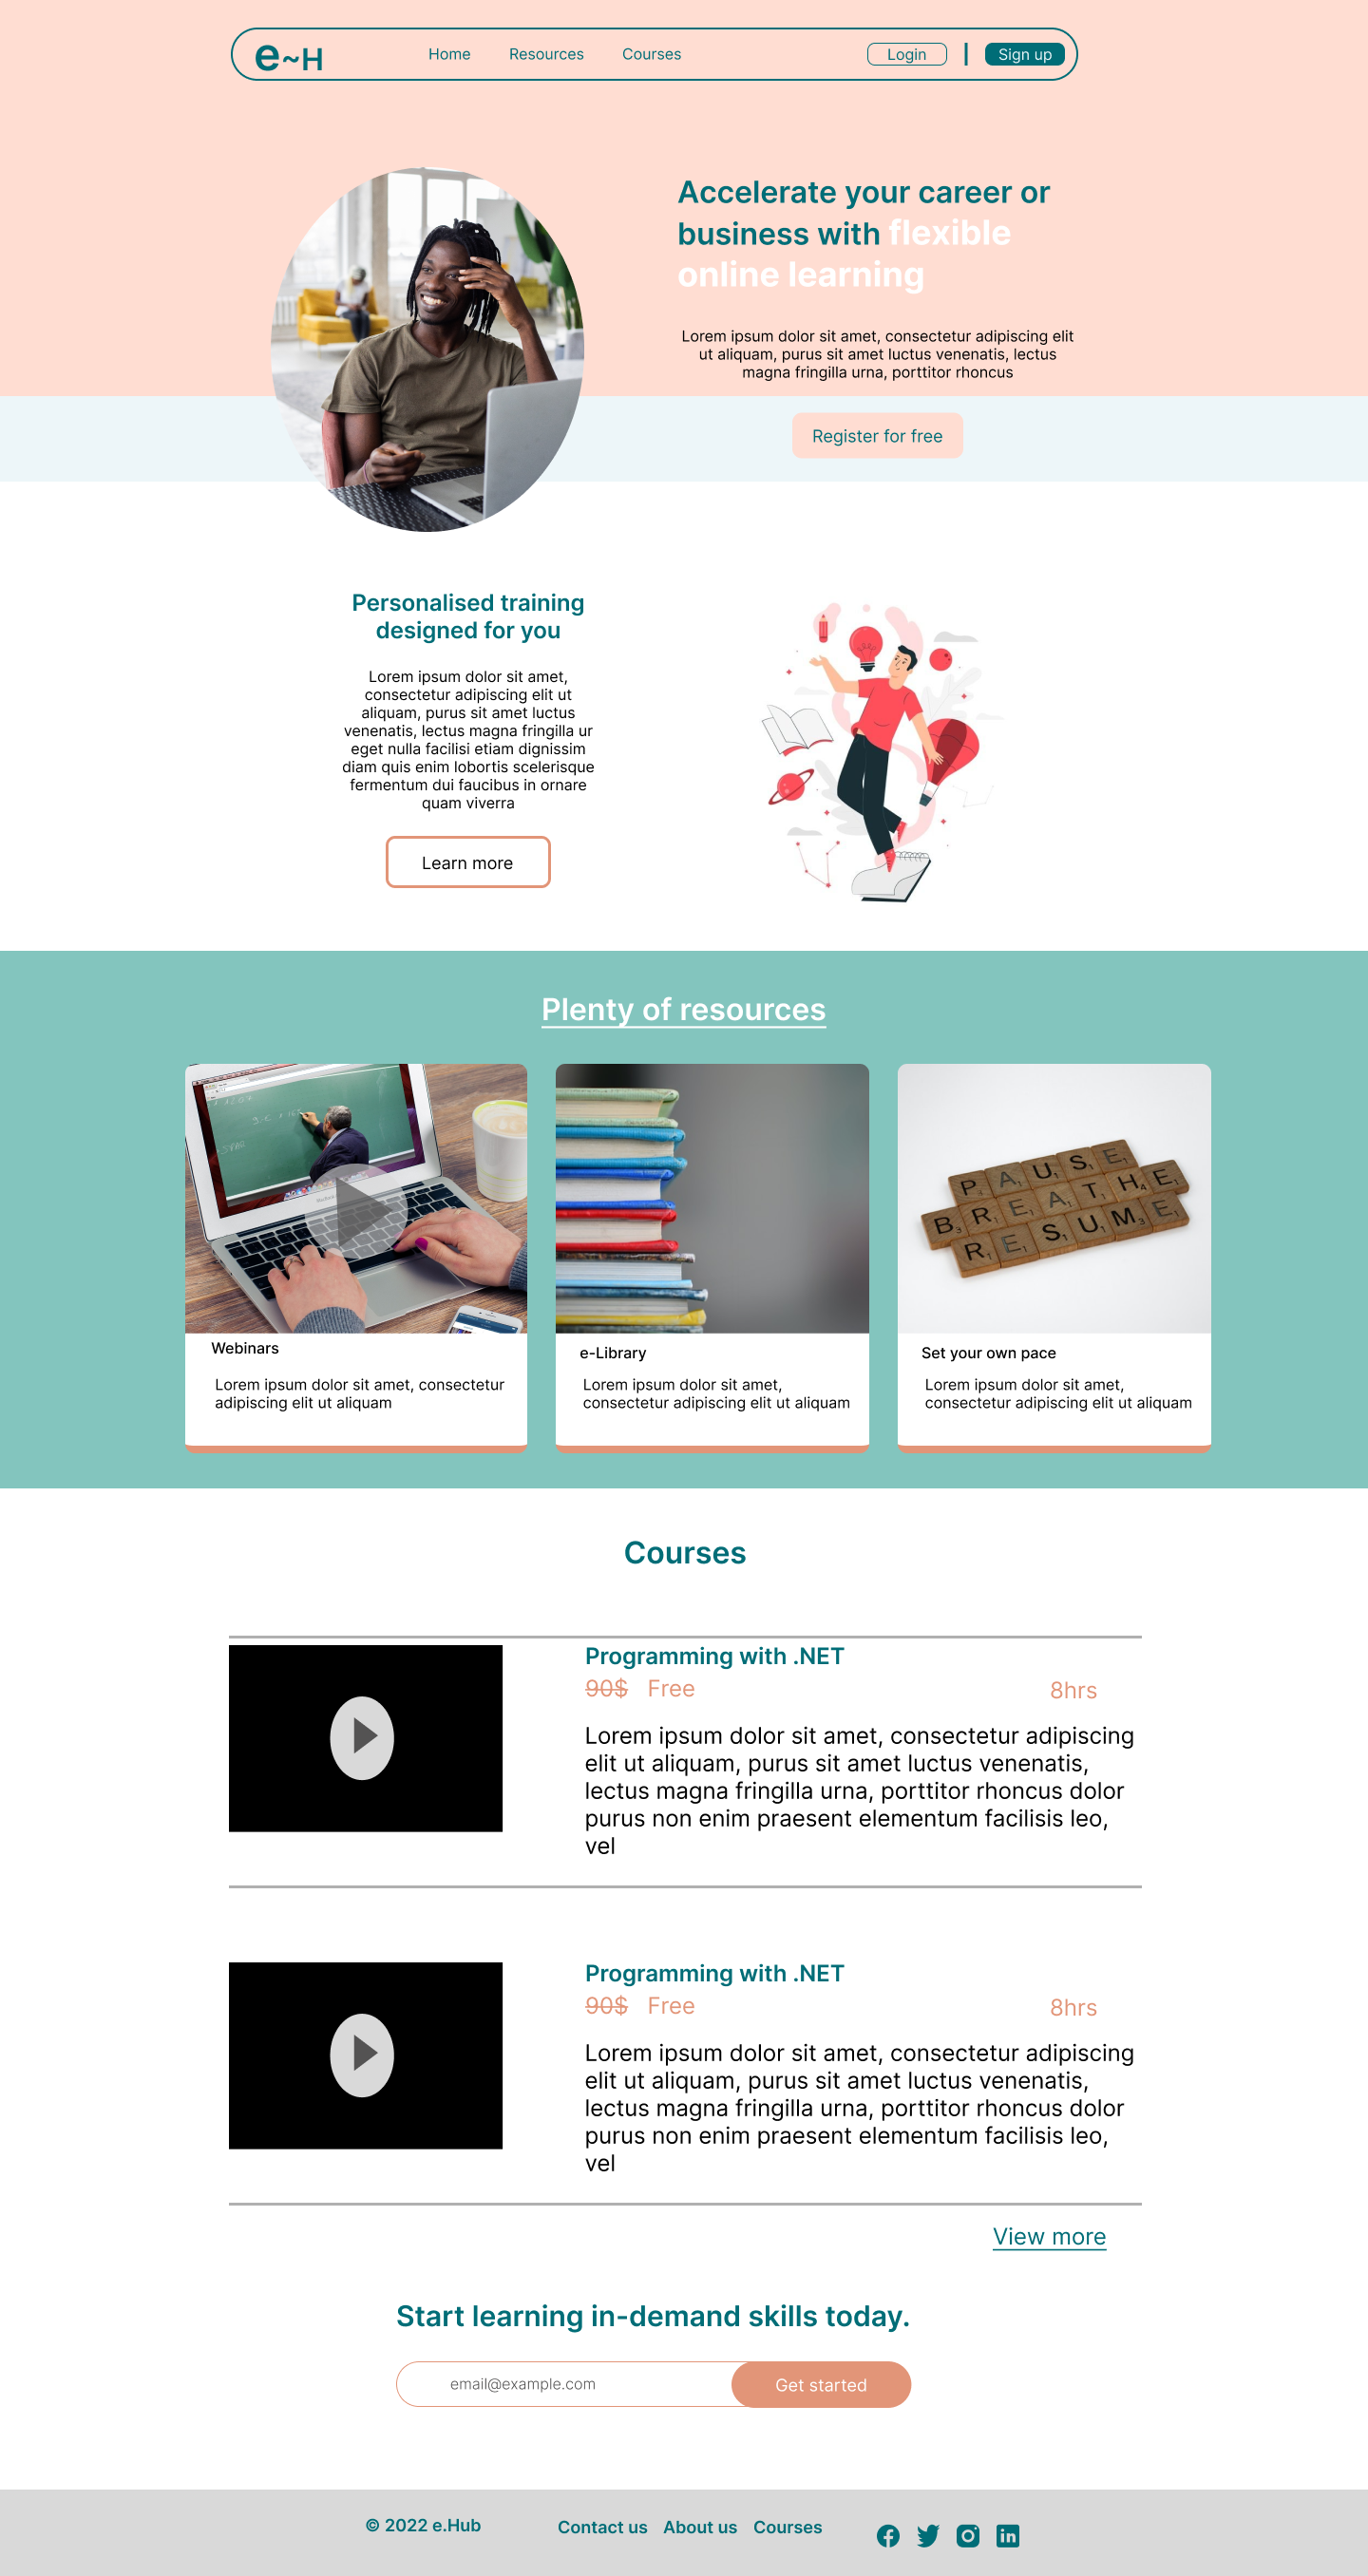 e~H
Home Resources Courses Login Sign up
Accelerate your career or
business with flexible
online learning
Lorem ipsum dolor sit amet, consectetur adipiscing elit
ut aliquam, purus sit amet luctus venenatis, lectus
magna fringilla urna, porttitor rhoncus
Register for free
Personalised training
designed for you
Lorem ipsum dolor sit amet,
consectetur adipiscing elit ut
aliquam, purus sit amet luctus
venenatis, lectus magna fringilla ur
eget nulla facilisi etiam dignissim
diam quis enim lobortis scelerisque
fermentum dui faucibus in ornare
quam viverra
Learn more
Plenty of resources
PAUSE
BREATHE
RESUME
Webinars
Lorem ipsum dolor sit amet, consectetur
adipiscing elit ut aliquam
e-Library
Lorem ipsum dolor sit amet,
consectetur adipiscing elit ut aliquam
Set your own pace
Lorem ipsum dolor sit amet,
consectetur adipiscing elit ut aliquam
Courses
Programming with .NET
90$ Free 8hrs
Lorem ipsum dolor sit amet, consectetur adipiscing
elit ut aliquam, purus sit amet luctus venenatis,
lectus magna fringilla urna, porttitor rhoncus dolor
purus non enim praesent elementum facilisis leo,
vel
Programming with .NET
90$ Free 8hrs
Lorem ipsum dolor sit amet, consectetur adipiscing
elit ut aliquam, purus sit amet luctus venenatis,
lectus magna fringilla urna, porttitor rhoncus dolor
purus non enim praesent elementum facilisis leo,
vel
View more
Start learning in-demand skills today.
email@example.com Get started
© 2022 e.Hub Contact us About us Courses